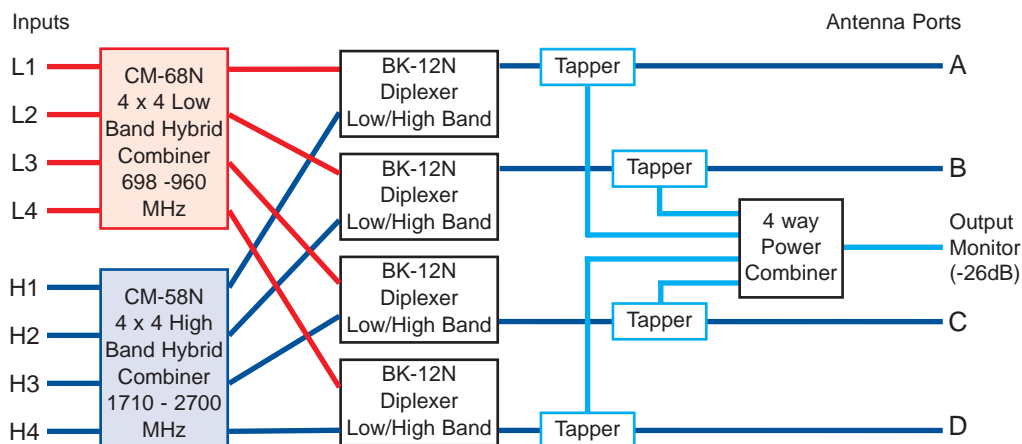 Inputs
Antenna Ports
L1
L2
L3
L4
CM-68N
4 x 4 Low
Band Hybrid
Combiner
698 -960
MHz
H1
H2
H3
H4
CM-58N
4 x 4 High
Band Hybrid
Combiner
1710 - 2700
MHz
BK-12N
Diplexer
Low/High Band
BK-12N
Diplexer
Low/High Band
BK-12N
Diplexer
Low/High Band
BK-12N
Diplexer
Low/High Band
Tapper
Tapper
Tapper
Tapper
4 way
Power
Combiner
A
B
Output
Monitor
(-26dB)
C
D